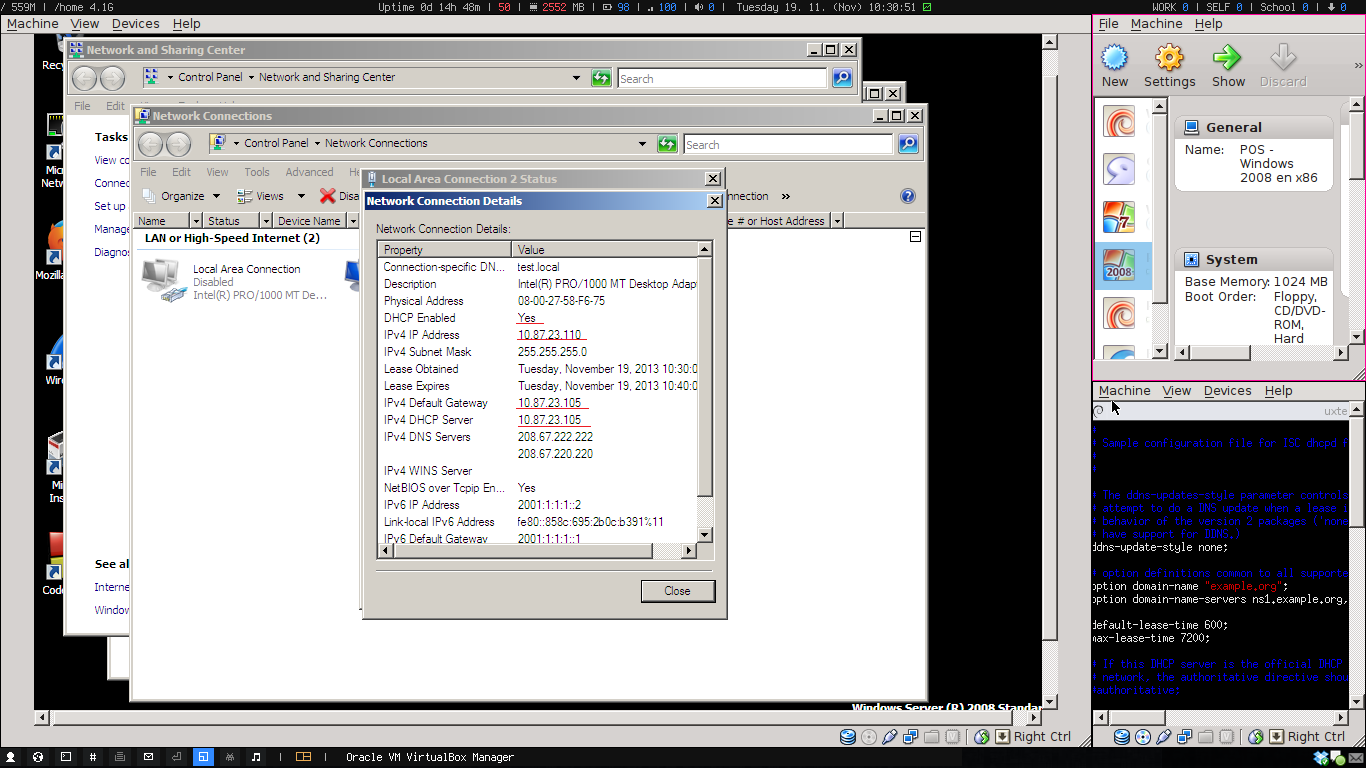 / 559M | /home 4.1G
Uptime 0d 14h 48m | 50 | 2552 MB | 98 | 100 | 0 | Tuesday 19. 11. (Nov) 10:30:51
WORK 0 | SELF 0 | School 0 | 0
Machine View Devices Help
Network and Sharing Center
Control Panel Network and Sharing Center
Search
File Edit
Tasks
View co
Connec
Set up
Manage
Diagnos
See al
Interne
Window
Recy
Mic
Netw
Mozilla
Wire
Mi
Ins
Code
Network Connections
Control Panel Network Connections
Search
File Edit View Tools Advanced Help
Organize Views Disa
nnection »
Name Status Device Name
e # or Host Address
LAN or High-Speed Internet (2)
Local Area Connection
Disabled
Intel(R) PRO/1000 MT De...
Local Area Connection 2 Status
Network Connection Details
Network Connection Details:
Property Value
Connection-specific DN... test.local
Description Intel(R) PRO/1000 MT Desktop Adap
Physical Address 08-00-27-58-F6-75
DHCP Enabled Yes
IPv4 IP Address 10.87.23.110
IPv4 Subnet Mask 255.255.255.0
Lease Obtained Tuesday, November 19, 2013 10:30:0
Lease Expires Tuesday, November 19, 2013 10:40:0
IPv4 Default Gateway 10.87.23.105
IPv4 DHCP Server 10.87.23.105
IPv4 DNS Servers 208.67.222.222
208.67.220.220
IPv4 WINS Server
NetBIOS over Tcpip En... Yes
IPv6 IP Address 2001:1:1:1::2
Link-local IPv6 Address fe80::858c:695:2b0c:b391%11
IPv6 Default Gateway 2001:1:1:1::1
Close
Windows Server (R) 2008 Standar
Right Ctrl
File Machine Help
New Settings Show Discard »
2008
General
Name: POS -
Windows
2008 en x86
System
Base Memory: 1024 MB
Boot Order: Floppy,
CD/DVD-
ROM,
Hard
Machine View Devices Help
uxte
# Sample configuration file for ISC dhcpd f
# The ddns-updates-style parameter controls
# attempt to do a DNS update when a lease i
# behavior of the version 2 packages ('none
# have support for DDNS.)
ddns-update-style none;
# option definitions common to all supporte
option domain-name "example.org";
option domain-name-servers ns1.example.org,
default-lease-time 600;
max-lease-time 7200;
# If this DHCP server is the official DHCP
# network, the authoritative directive shou
#authoritative;
Right Ctrl
Oracle VM VirtualBox Manager